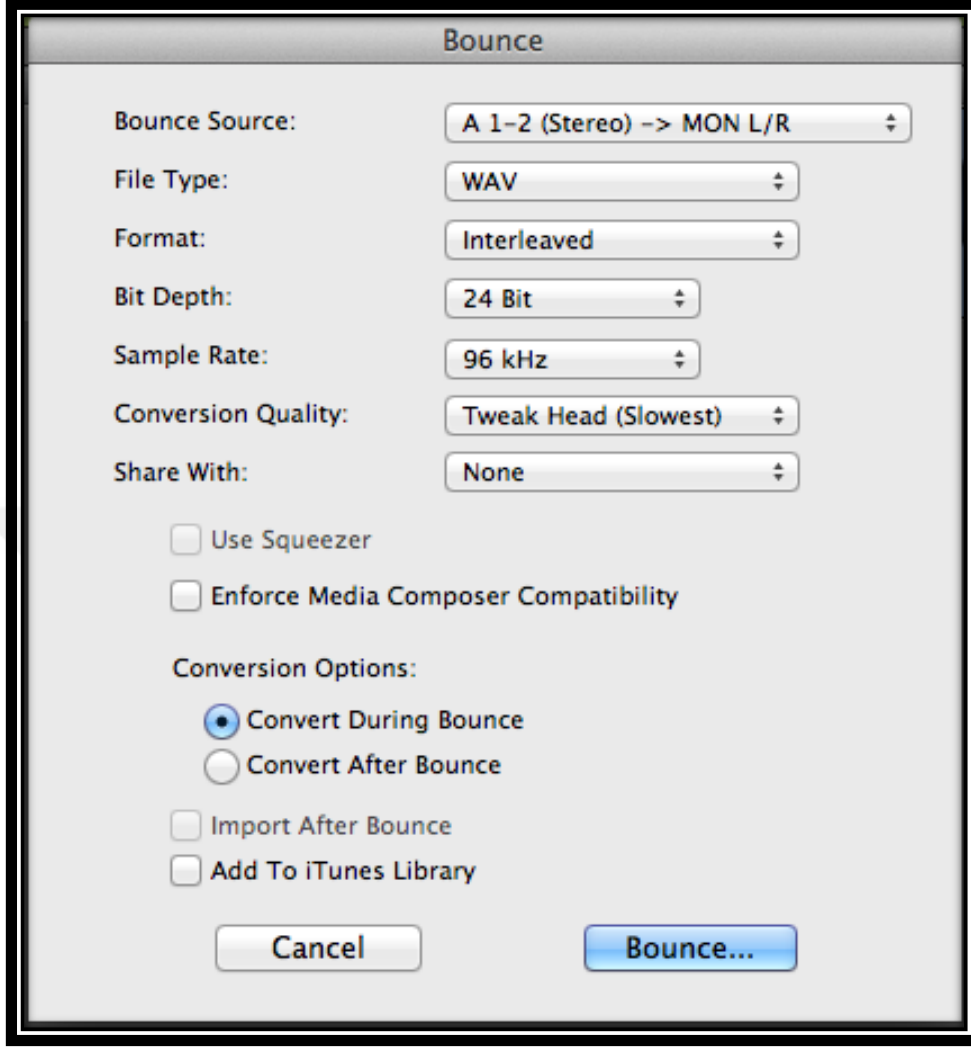 Bounce
Bounce Source: A 1-2 (Stereo) -> MON L/R
File Type: WAV
Format: Interleaved
Bit Depth: 24 Bit
Sample Rate: 96 kHz
Conversion Quality: Tweak Head (Slowest)
Share With: None
Use Squeezer
Enforce Media Composer Compatibility
Conversion Options:
Convert During Bounce
Convert After Bounce
Import After Bounce
Add To iTunes Library
Cancel Bounce...